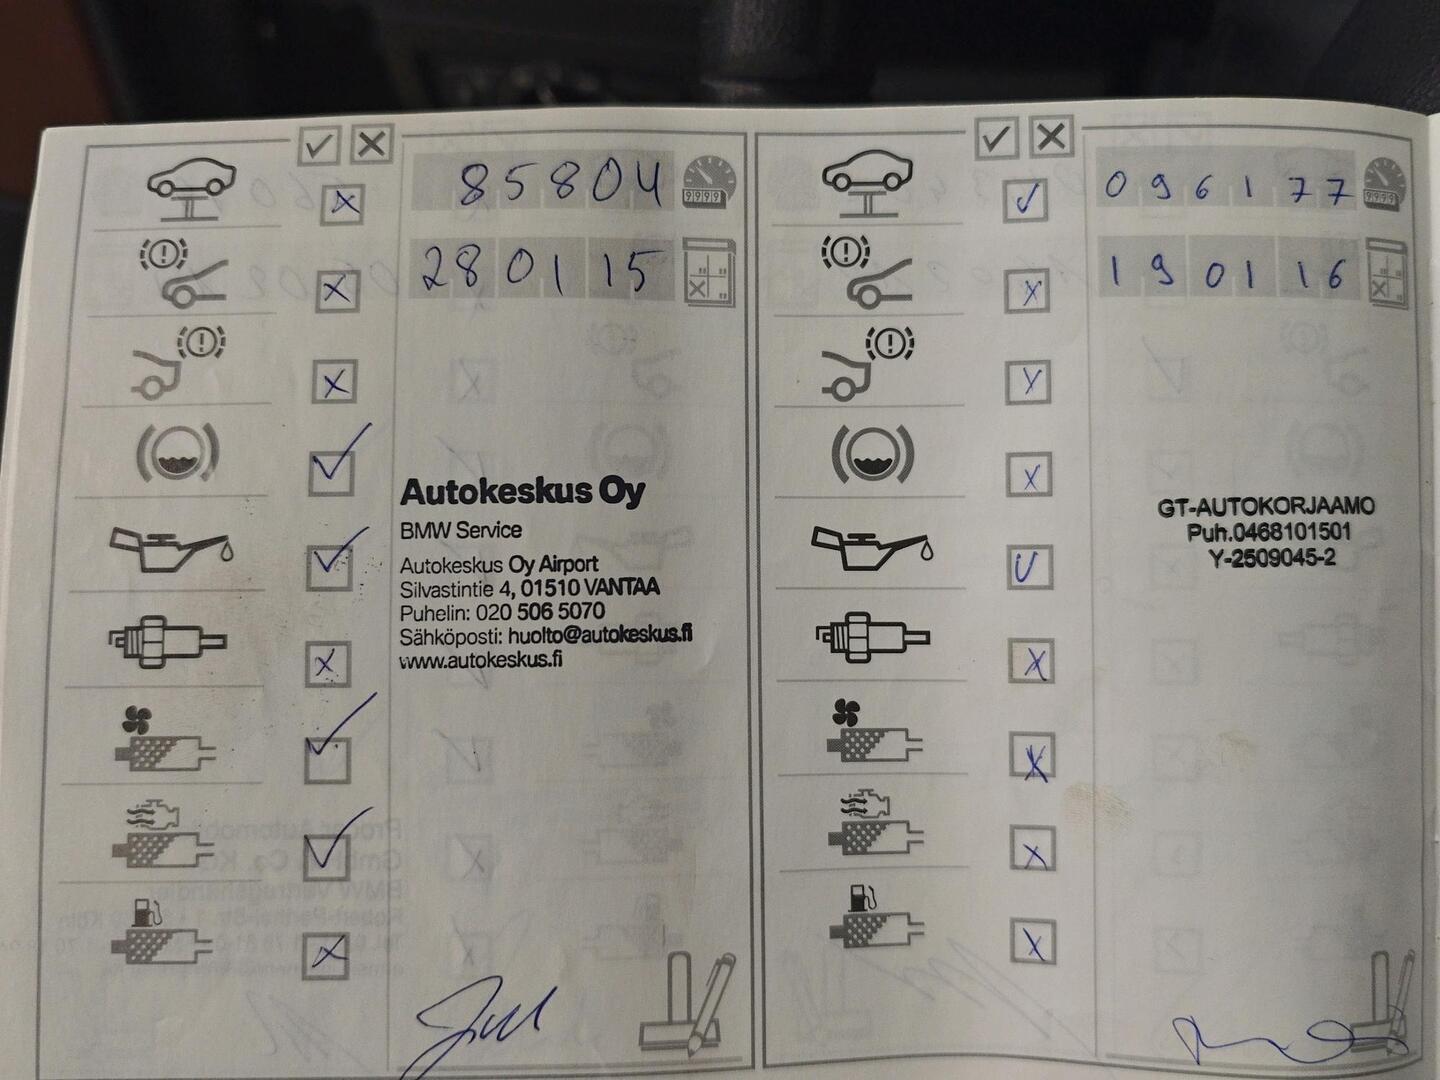 85804
280115
Autokeskus Oy
BMW Service
Autokeskus Oy Airport
Silvastintie 4, 01510 VANTAA
Puhelin: 020 506 5070
Sähköposti: huolto@autokeskus.fi
www.autokeskus.fi
096177
190116
GT-AUTOKORJAAMO
Puh.0468101501
Y-2509045-2